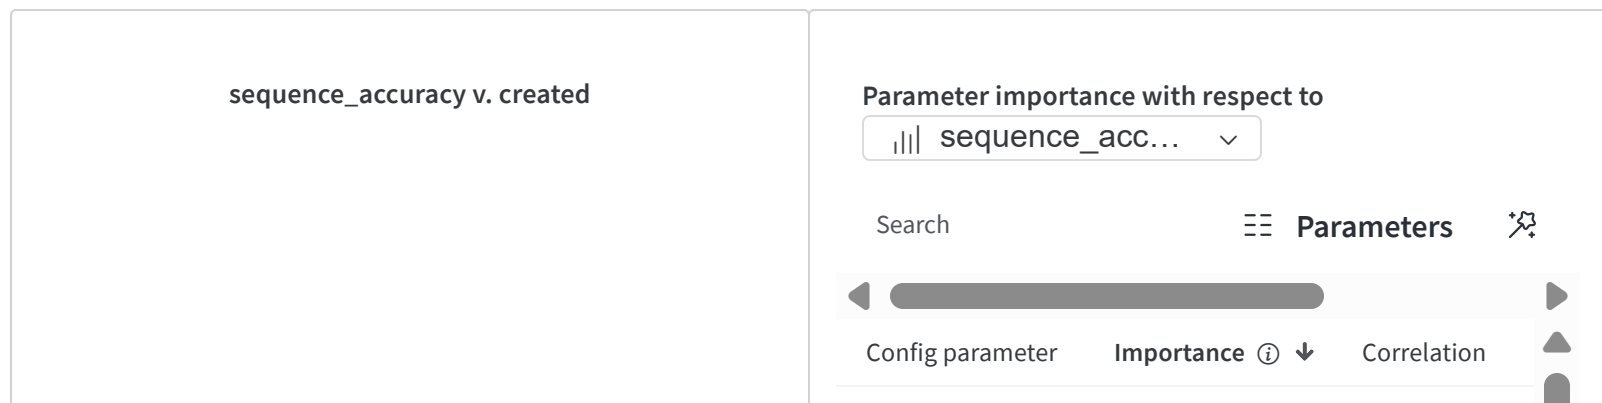 sequence_accuracy v. created
Parameter importance with respect to
sequence_acc...
Search
Parameters
Config parameter Importance Correlation